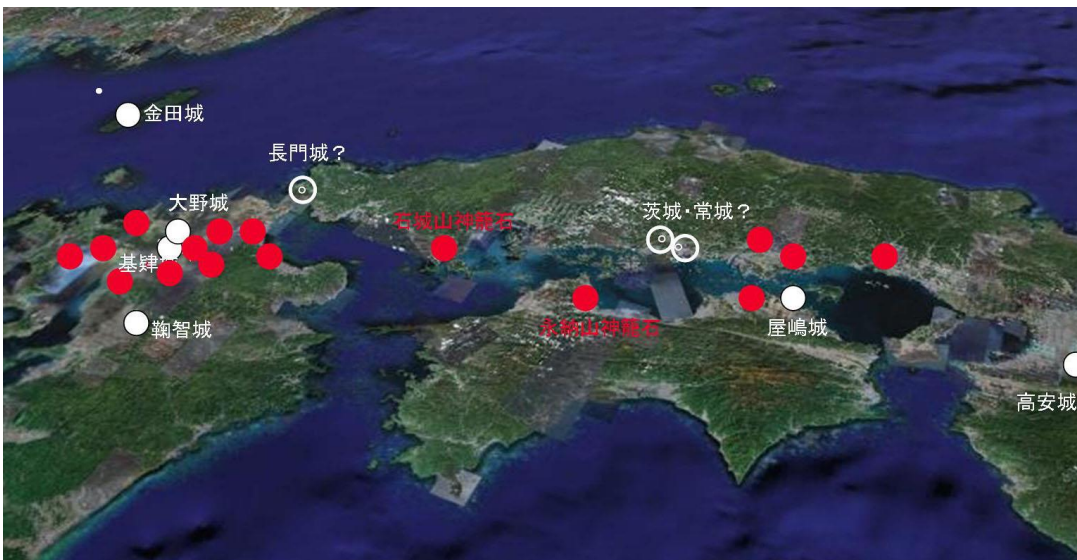 金田城
長門城？
大野城
石城山神籠石
茨城・常城？
基肄城
鞠智城
永納山神籠石
屋嶋城
高安城